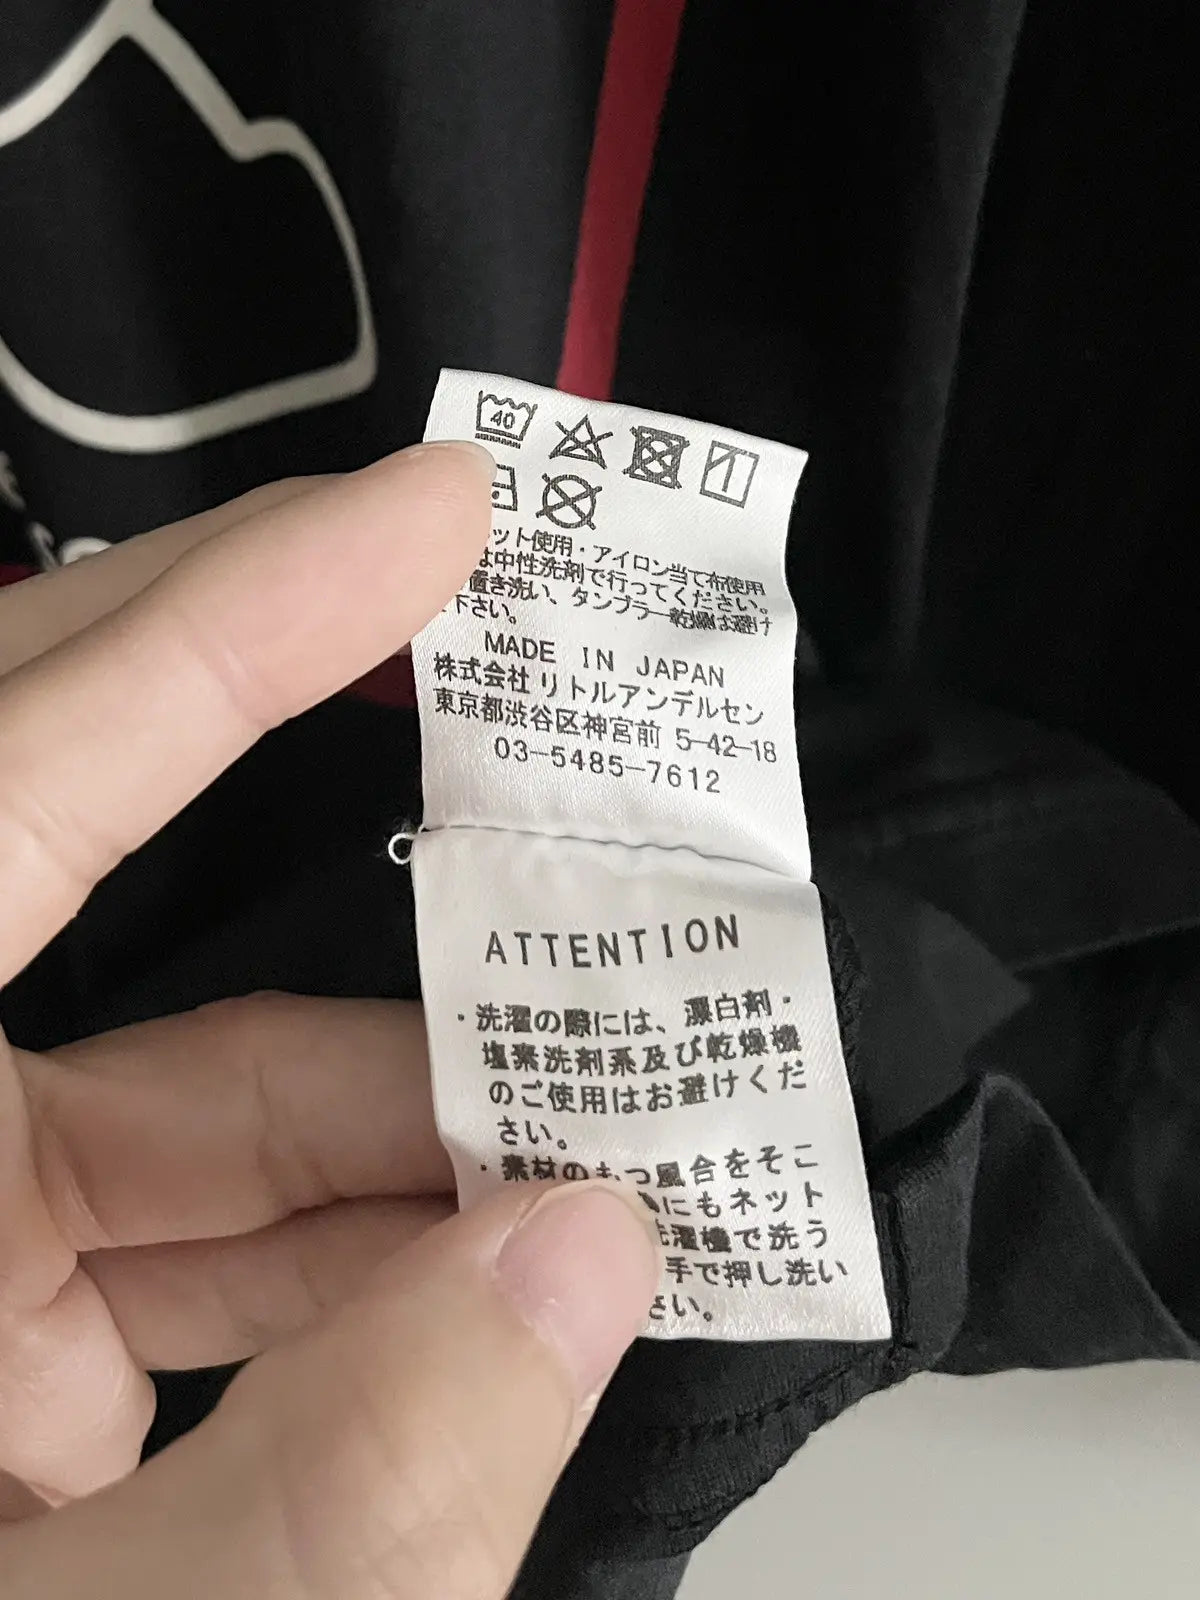 40
ット使用・アイロン当て布使用
は中性洗剤で行ってください。
置き洗い、タンブラー乾燥は避け
下さい。
MADE IN JAPAN
株式会社 リトルアンデルセン
東京都渋谷区神宮前 5-42-18
03-5485-7612
ATTENTION
・洗濯の際には、漂白剤・
塩素洗剤系及び乾燥機
のご使用はお避けくだ
さい。
・素材のもつ風合をそこ
にもネット
洗濯機で洗う
手で押し洗い
さい。